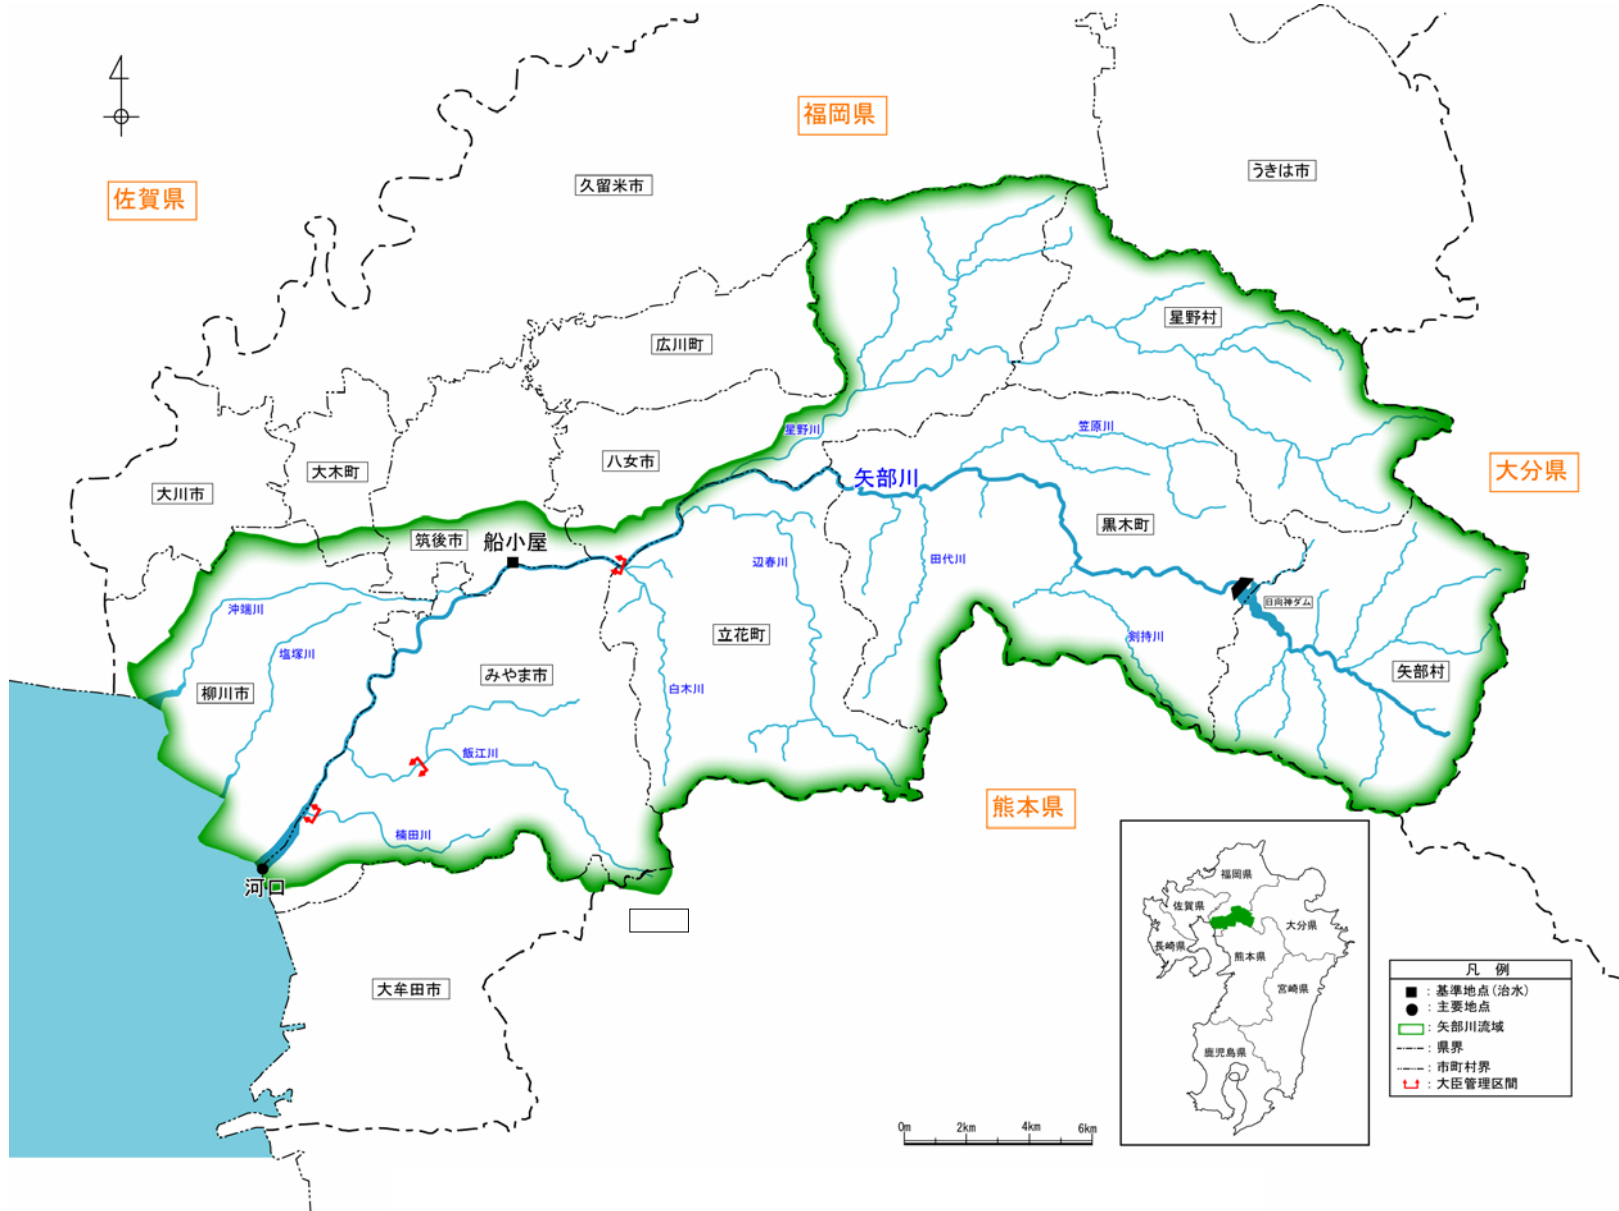 福岡県
うきは市
久留米市
佐賀県
星野村
広川町
星野川
笠原川
八女市
大木町
大川市
矢部川
大分県
黒木町
筑後市
船小屋
辺春川
田代川
日向神ダム
沖端川
立花町
剣持川
塩塚川
矢部村
みやま市
柳川市
白木川
飯江川
熊本県
楠田川
河口
大牟田市
福岡県
佐賀県
大分県
長崎県
熊本県
宮崎県
鹿児島県
凡 例
:基準地点(治水)
:主要地点
:矢部川流域
:県界
:市町村界
:大臣管理区間
0m 2km 4km 6km